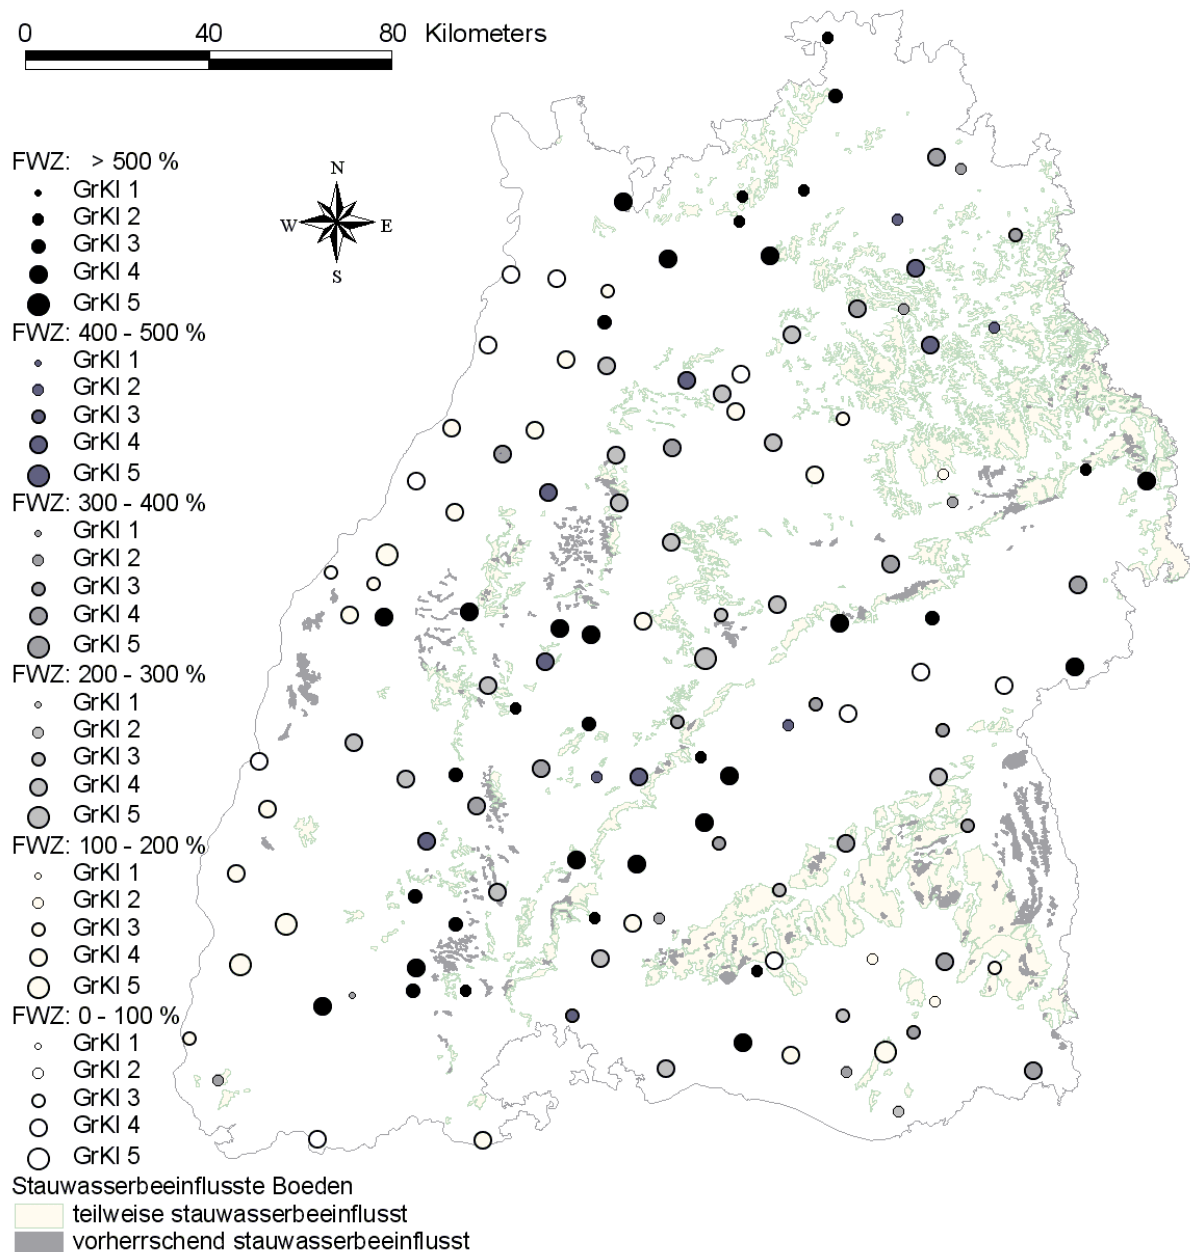 0 40 80 Kilometers
N
W E
S
FWZ: > 500 %
GrKl 1
GrKl 2
GrKl 3
GrKl 4
GrKl 5
FWZ: 400 - 500 %
GrKl 1
GrKl 2
GrKl 3
GrKl 4
GrKl 5
FWZ: 300 - 400 %
GrKl 1
GrKl 2
GrKl 3
GrKl 4
GrKl 5
FWZ: 200 - 300 %
GrKl 1
GrKl 2
GrKl 3
GrKl 4
GrKl 5
FWZ: 100 - 200 %
GrKl 1
GrKl 2
GrKl 3
GrKl 4
GrKl 5
FWZ: 0 - 100 %
GrKl 1
GrKl 2
GrKl 3
GrKl 4
GrKl 5
Stauwasserbeeinflusste Boeden
teilweise stauwasserbeeinflusst
vorherrschend stauwasserbeeinflusst